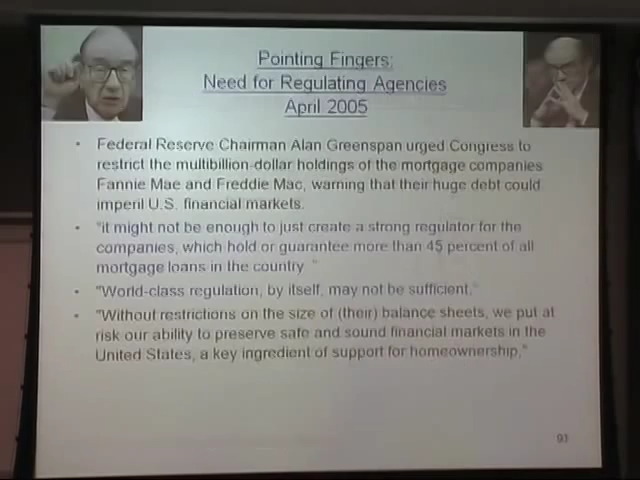 Pointing Fingers:
Need for Regulating Agencies
April 2005
• Federal Reserve Chairman Alan Greenspan urged Congress to
restrict the multibillion-dollar holdings of the mortgage companies
Fannie Mae and Freddie Mac, warning that their huge debt could
imperil U.S. financial markets.
• "it might not be enough to just create a strong regulator for the
companies, which hold or guarantee more than 45 percent of all
mortgage loans in the country "
• "World-class regulation, by itself, may not be sufficient."
• "Without restrictions on the size of (their) balance sheets, we put at
risk our ability to preserve safe and sound financial markets in the
United States, a key ingredient of support for homeownership,"
91